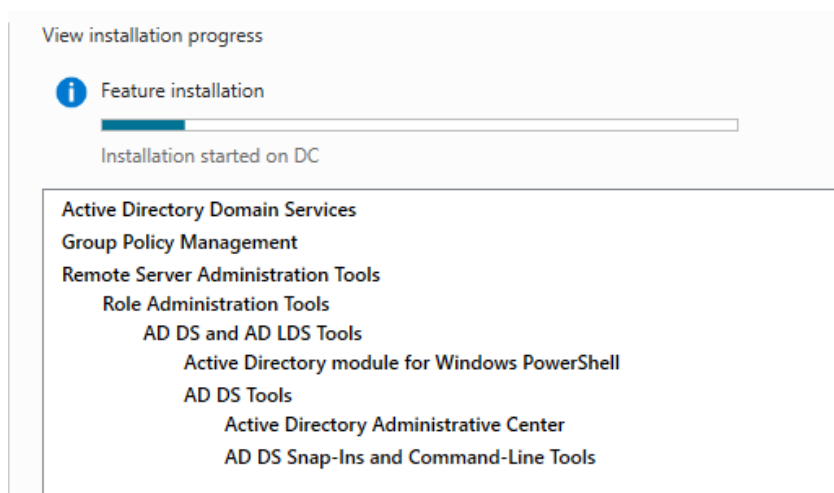 View installation progress
Feature installation
Installation started on DC
Active Directory Domain Services
Group Policy Management
Remote Server Administration Tools
Role Administration Tools
AD DS and AD LDS Tools
Active Directory module for Windows PowerShell
AD DS Tools
Active Directory Administrative Center
AD DS Snap-Ins and Command-Line Tools